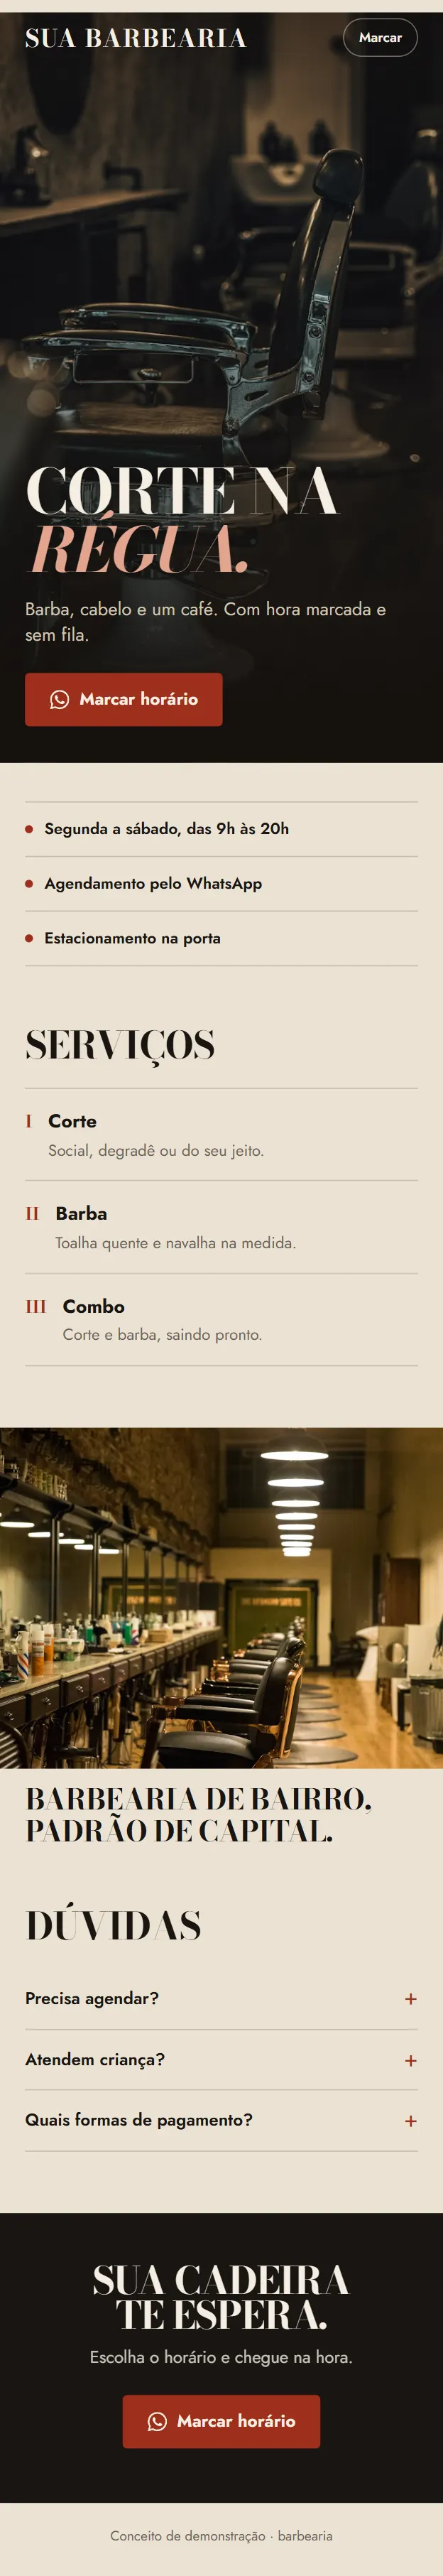 SUA BARBEARIA
Marcar
CORTE NA
RÉGUA.
Barba, cabelo e um café. Com hora marcada e
sem fila.
Marcar horário
Segunda a sábado, das 9h às 20h
Agendamento pelo WhatsApp
Estacionamento na porta
SERVIÇOS
I Corte
Social, degradê ou do seu jeito.
II Barba
Toalha quente e navalha na medida.
III Combo
Corte e barba, saindo pronto.
BARBEARIA DE BAIRRO,
PADRÃO DE CAPITAL.
DÚVIDAS
Precisa agendar? +
Atendem criança? +
Quais formas de pagamento? +
SUA CADEIRA
TE ESPERA.
Escolha o horário e chegue na hora.
Marcar horário
Conceito de demonstração · barbearia